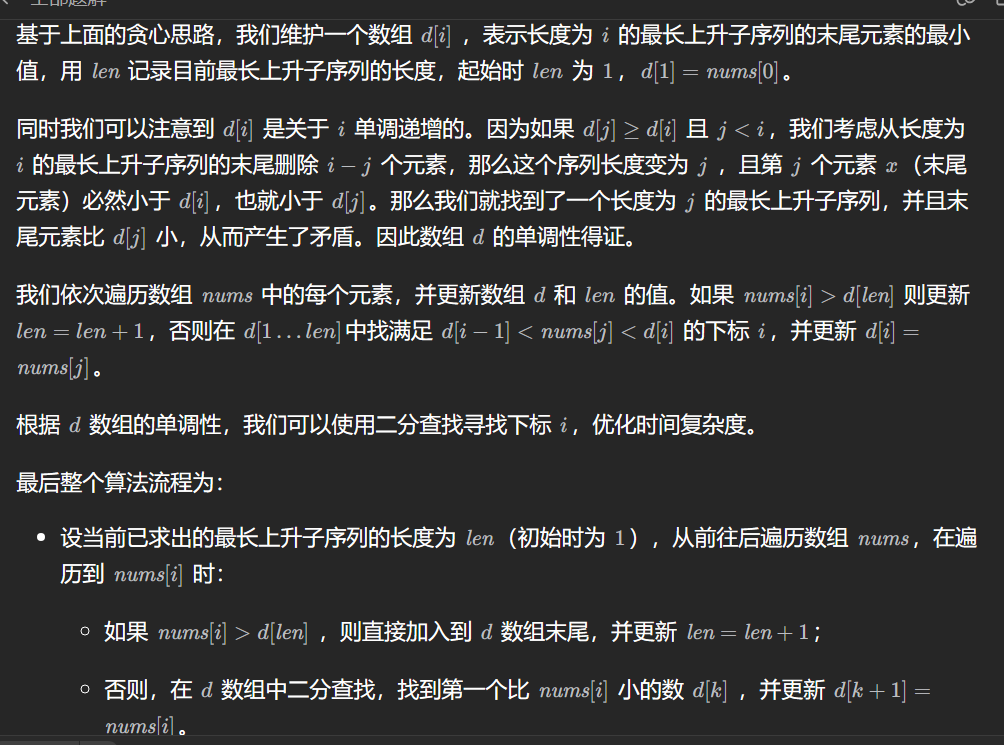 基于上面的贪心思路，我们维护一个数组 d[i] ，表示长度为 i 的最长上升子序列的末尾元素的最小
值，用 len 记录目前最长上升子序列的长度，起始时 len 为 1，d[1] = nums[0]。
同时我们可以注意到 d[i] 是关于 i 单调递增的。因为如果 d[j] ≥ d[i] 且 j < i，我们考虑从长度为
i 的最长上升子序列的末尾删除 i − j 个元素，那么这个序列长度变为 j ，且第 j 个元素 x（末尾
元素）必然小于 d[i]，也就小于 d[j]。那么我们就找到了一个长度为 j 的最长上升子序列，并且末
尾元素比 d[j] 小，从而产生了矛盾。因此数组 d 的单调性得证。
我们依次遍历数组 nums 中的每个元素，并更新数组 d 和 len 的值。如果 nums[i] > d[len] 则更新
len = len + 1，否则在 d[1…len]中找满足 d[i − 1] < nums[j] < d[i] 的下标 i，并更新 d[i] =
nums[j]。
根据 d 数组的单调性，我们可以使用二分查找寻找下标 i，优化时间复杂度。
最后整个算法流程为：
• 设当前已求出的最长上升子序列的长度为 len（初始时为 1），从前往后遍历数组 nums，在遍
历到 nums[i] 时：
○ 如果 nums[i] > d[len] ，则直接加入到 d 数组末尾，并更新 len = len + 1；
○ 否则，在 d 数组中二分查找，找到第一个比 nums[i] 小的数 d[k] ，并更新 d[k + 1] =
nums[i]。